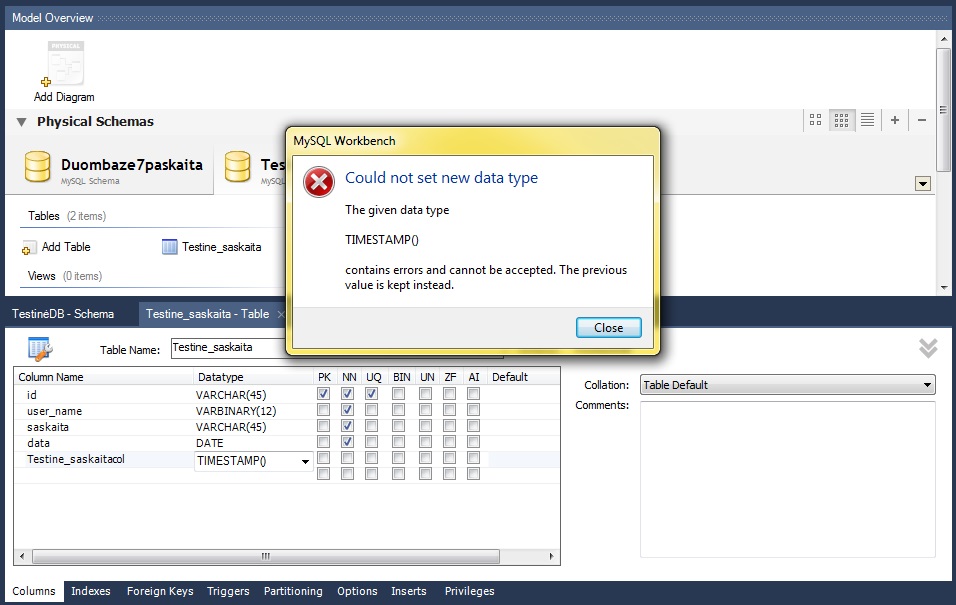 Model Overview
PHYSICAL
Add Diagram
Physical Schemas
Duombaze7paskaita
MySQL Schema
Tes
MySQL
Tables (2 items)
Add Table
Testine_saskaita
Views (0 items)
MySQL Workbench
Could not set new data type
The given data type
TIMESTAMP()
contains errors and cannot be accepted. The previous
value is kept instead.
Close
TestinėDB - Schema
Testine_saskaita - Table
Table Name: Testine_saskaita
Column Name Datatype PK NN UQ BIN UN ZF AI Default
id VARCHAR(45)
user_name VARBINARY(12)
saskaita VARCHAR(45)
data DATE
Testine_saskaitacol TIMESTAMP()
Collation: Table Default
Comments:
Columns Indexes Foreign Keys Triggers Partitioning Options Inserts Privileges